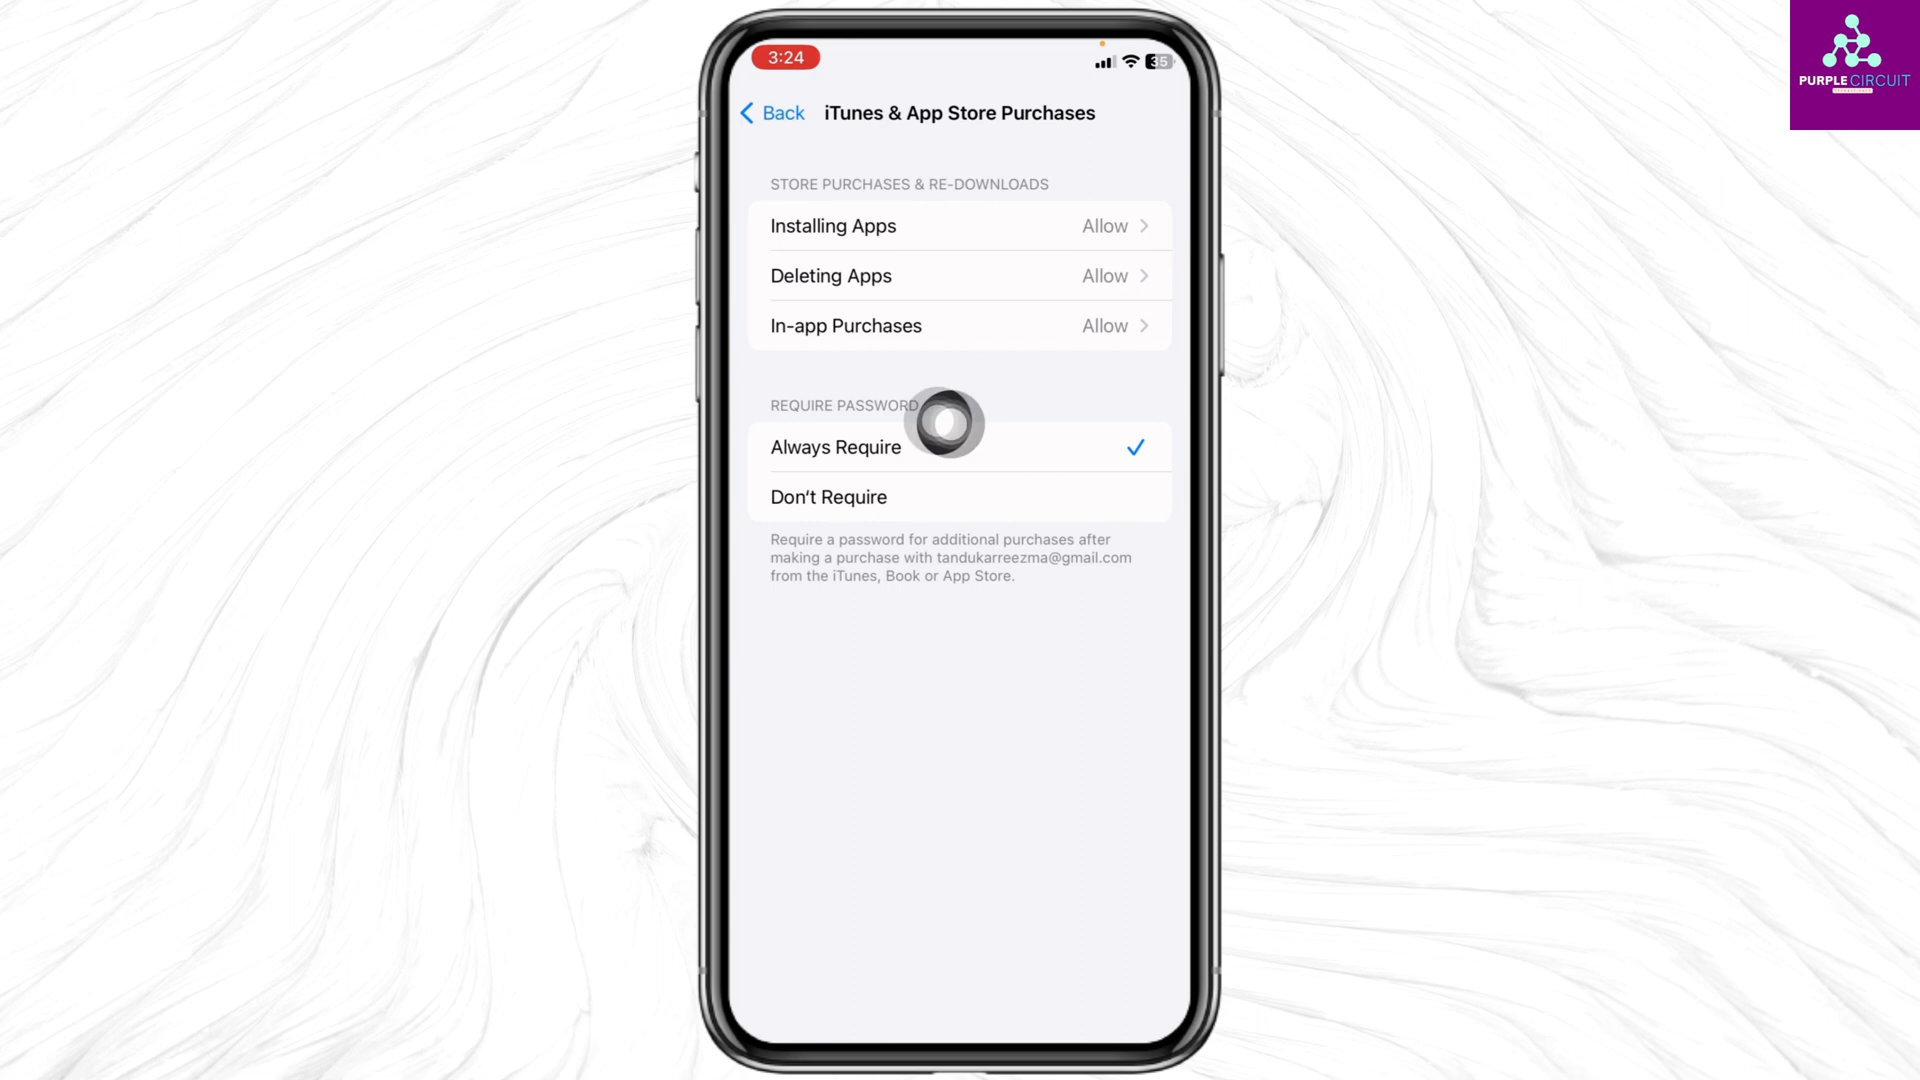 3:24
35
PURPLE CIRCUIT
Back
iTunes & App Store Purchases
STORE PURCHASES & RE-DOWNLOADS
Installing Apps Allow
Deleting Apps Allow
In-app Purchases Allow
REQUIRE PASSWORD
Always Require
Don't Require
Require a password for additional purchases after
making a purchase with tandukarreezma@gmail.com
from the iTunes, Book or App Store.